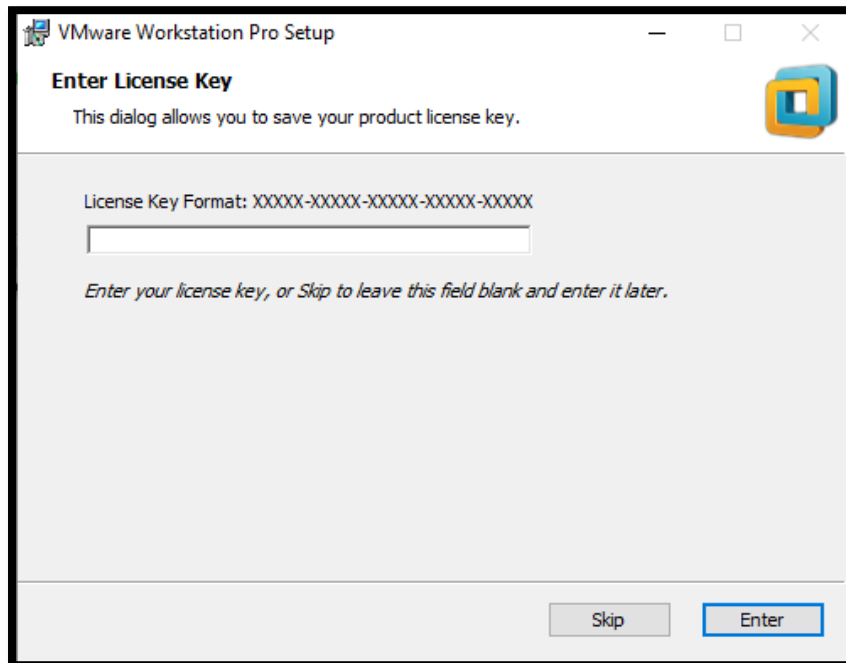 VMware Workstation Pro Setup
Enter License Key
This dialog allows you to save your product license key.
License Key Format: XXXXX-XXXXX-XXXXX-XXXXX-XXXXX
Enter your license key, or Skip to leave this field blank and enter it later.
Skip Enter